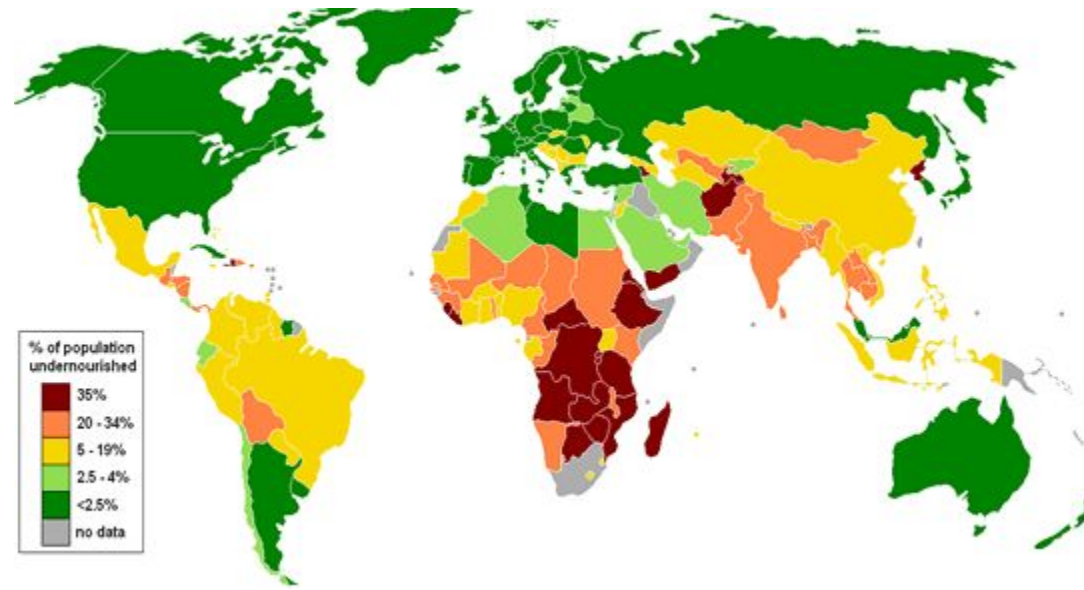 % of population
undernourished
35%
20 - 34%
5 - 19%
2.5 - 4%
<2.5%
no data